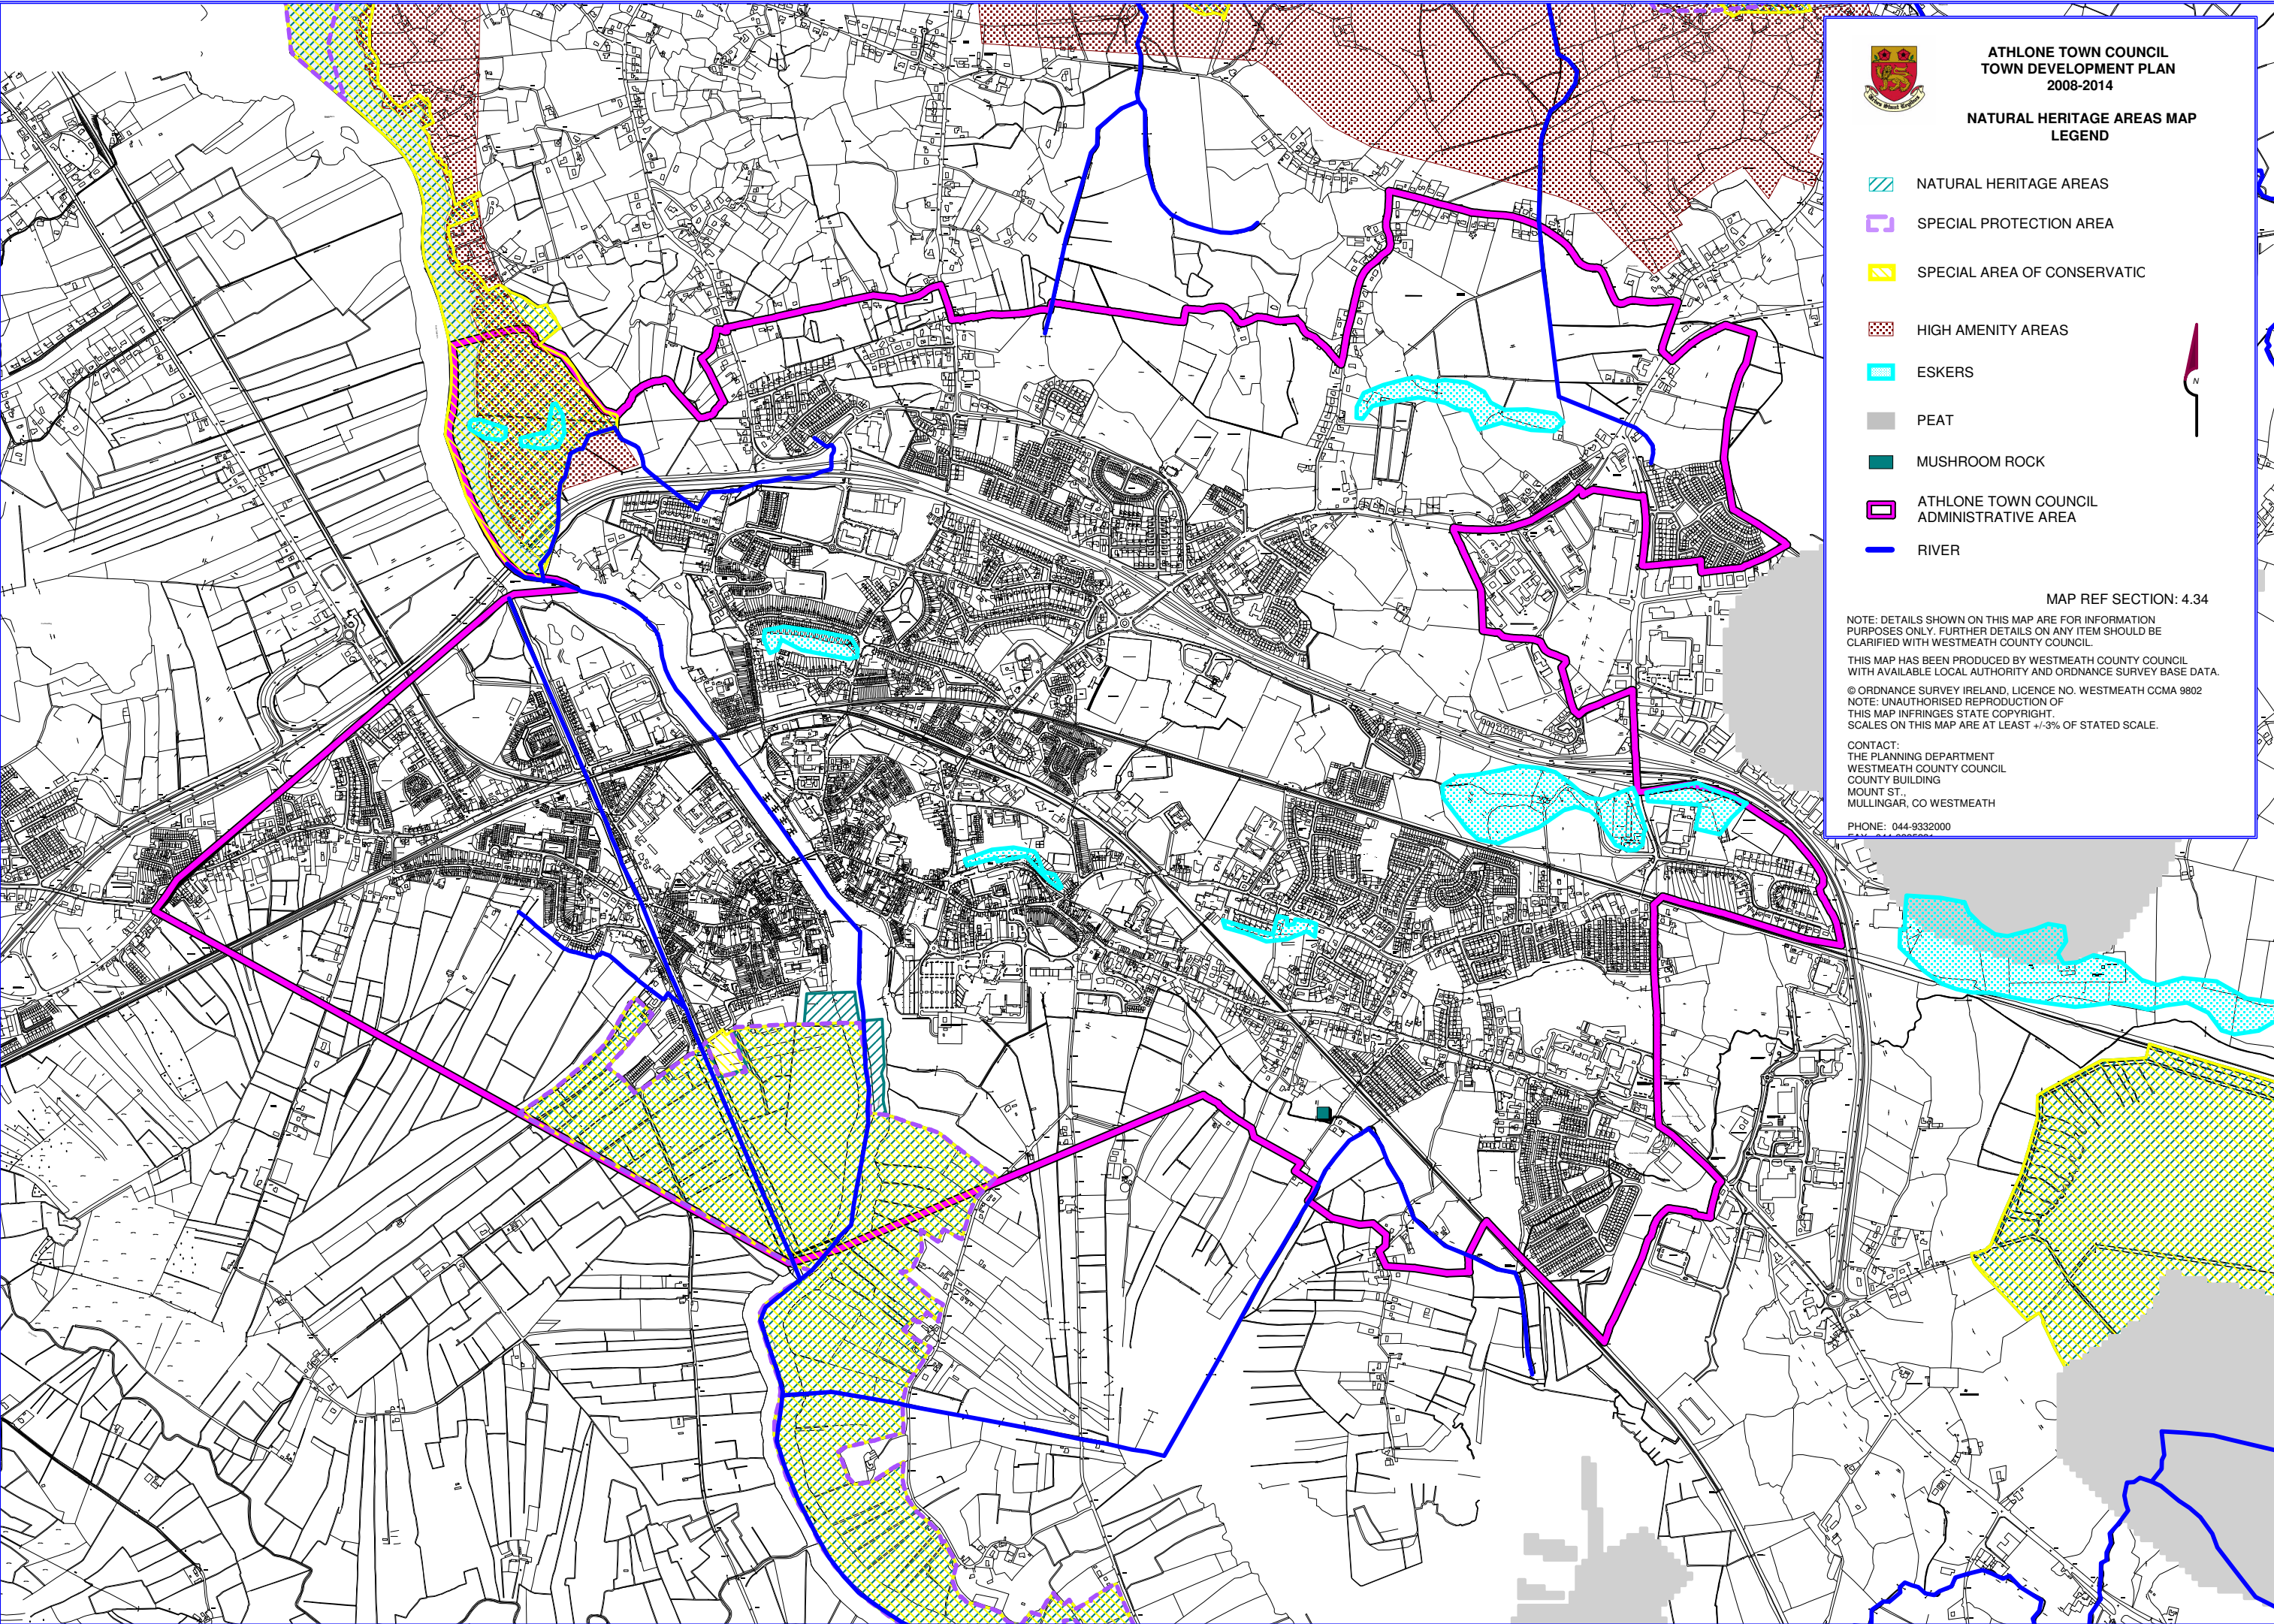 ATHLONE TOWN COUNCIL
TOWN DEVELOPMENT PLAN
2008-2014
NATURAL HERITAGE AREAS MAP
LEGEND
NATURAL HERITAGE AREAS
SPECIAL PROTECTION AREA
SPECIAL AREA OF CONSERVATIC
HIGH AMENITY AREAS
ESKERS
N
PEAT
MUSHROOM ROCK
ATHLONE TOWN COUNCIL
ADMINISTRATIVE AREA
RIVER
MAP REF SECTION: 4.34
NOTE: DETAILS SHOWN ON THIS MAP ARE FOR INFORMATION
PURPOSES ONLY. FURTHER DETAILS ON ANY ITEM SHOULD BE
CLARIFIED WITH WESTMEATH COUNTY COUNCIL.
THIS MAP HAS BEEN PRODUCED BY WESTMEATH COUNTY COUNCIL
WITH AVAILABLE LOCAL AUTHORITY AND ORDNANCE SURVEY BASE DATA.
© ORDNANCE SURVEY IRELAND, LICENCE NO. WESTMEATH CCMA 9802
NOTE: UNAUTHORISED REPRODUCTION OF
THIS MAP INFRINGES STATE COPYRIGHT.
SCALES ON THIS MAP ARE AT LEAST +/-3% OF STATED SCALE.
CONTACT:
THE PLANNING DEPARTMENT
WESTMEATH COUNTY COUNCIL
COUNTY BUILDING
MOUNT ST.,
MULLINGAR, CO WESTMEATH
PHONE: 044-9332000